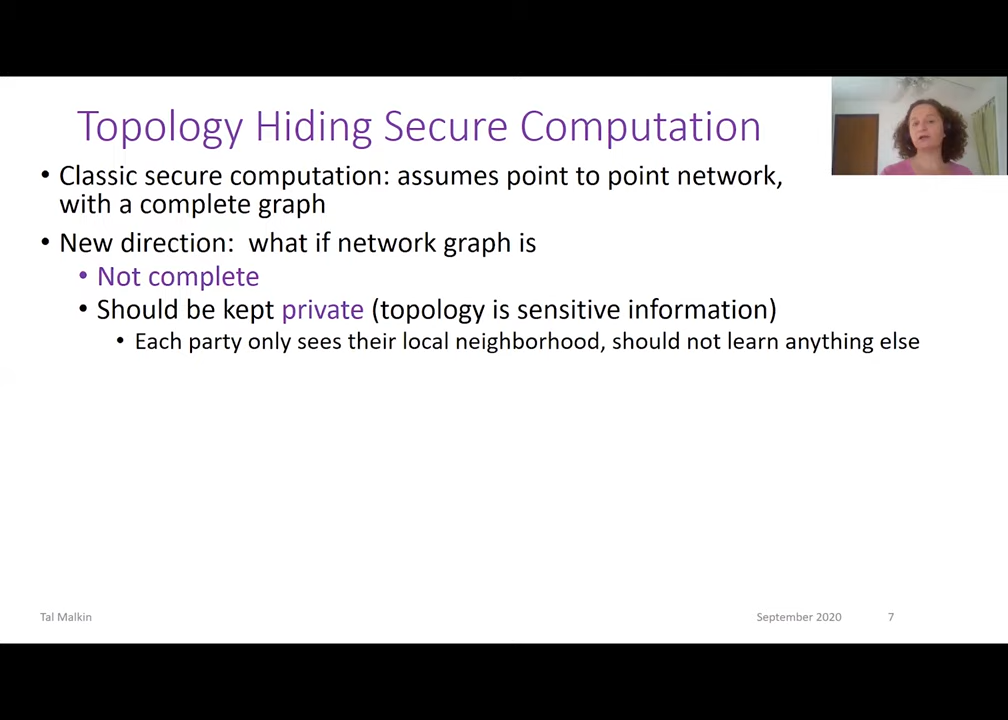 Topology Hiding Secure Computation
• Classic secure computation: assumes point to point network,
with a complete graph
• New direction: what if network graph is
• Not complete
• Should be kept private (topology is sensitive information)
• Each party only sees their local neighborhood, should not learn anything else
Tal Malkin
September 2020
7